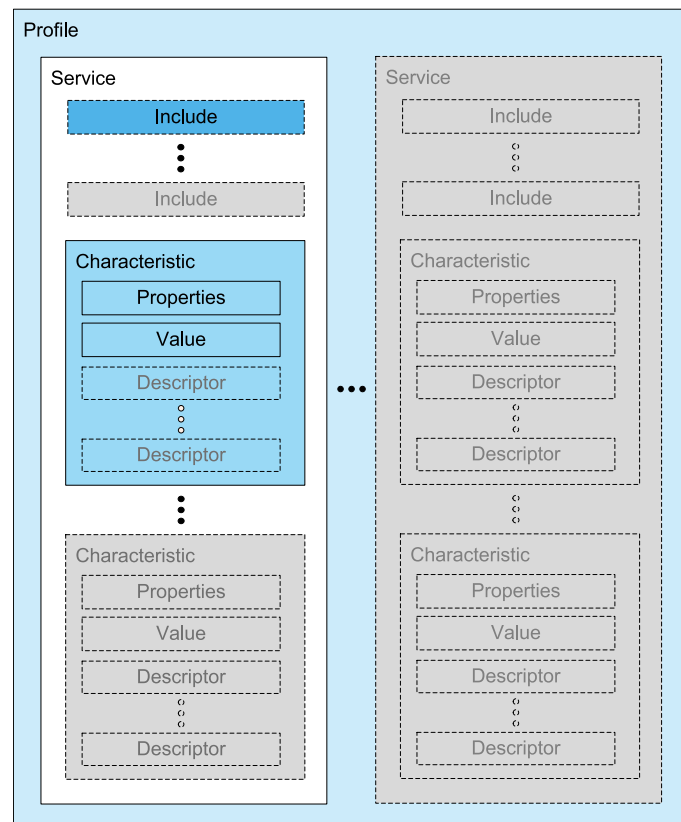 Profile
Service
Include
Include
Characteristic
Properties
Value
Descriptor
Descriptor
Characteristic
Properties
Value
Descriptor
Descriptor
Service
Include
Include
Characteristic
Properties
Value
Descriptor
Descriptor
Characteristic
Properties
Value
Descriptor
Descriptor